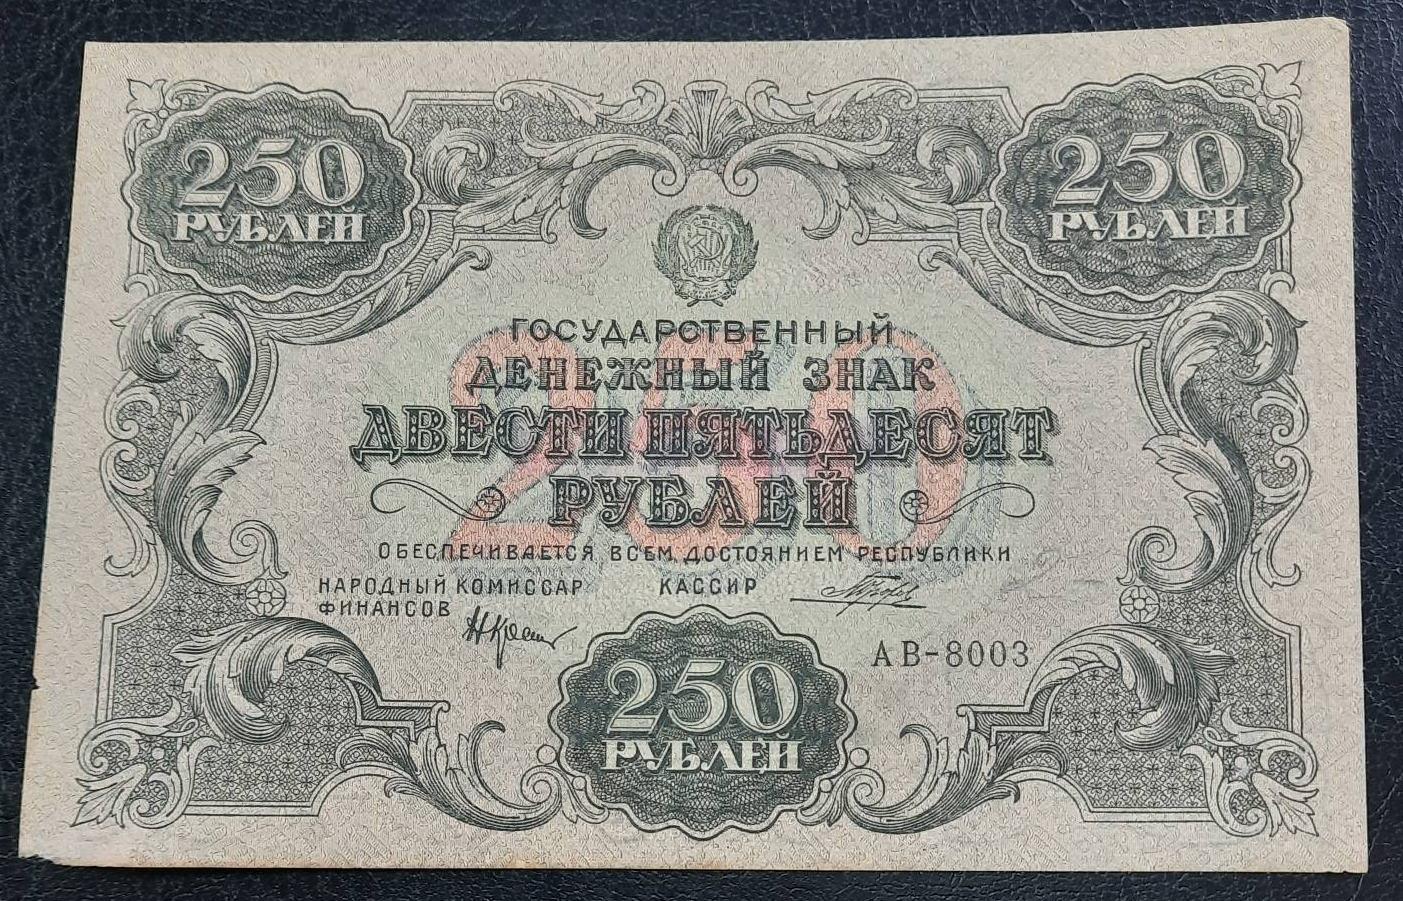 250
РУБЛЕЙ
250
РУБЛЕЙ
ГОСУДАРСТВЕННЫЙ
ДЕНЕЖНЫЙ ЗНАК
ДВЕСТИ ПЯТЬДЕСЯТ
РУБЛЕЙ
250
ОБЕСПЕЧИВАЕТСЯ ВСЕМ ДОСТОЯНИЕМ РЕСПУБЛИКИ
НАРОДНЫЙ КОМИССАР
ФИНАНСОВ
КАССИР
АВ-8003
250
РУБЛЕЙ